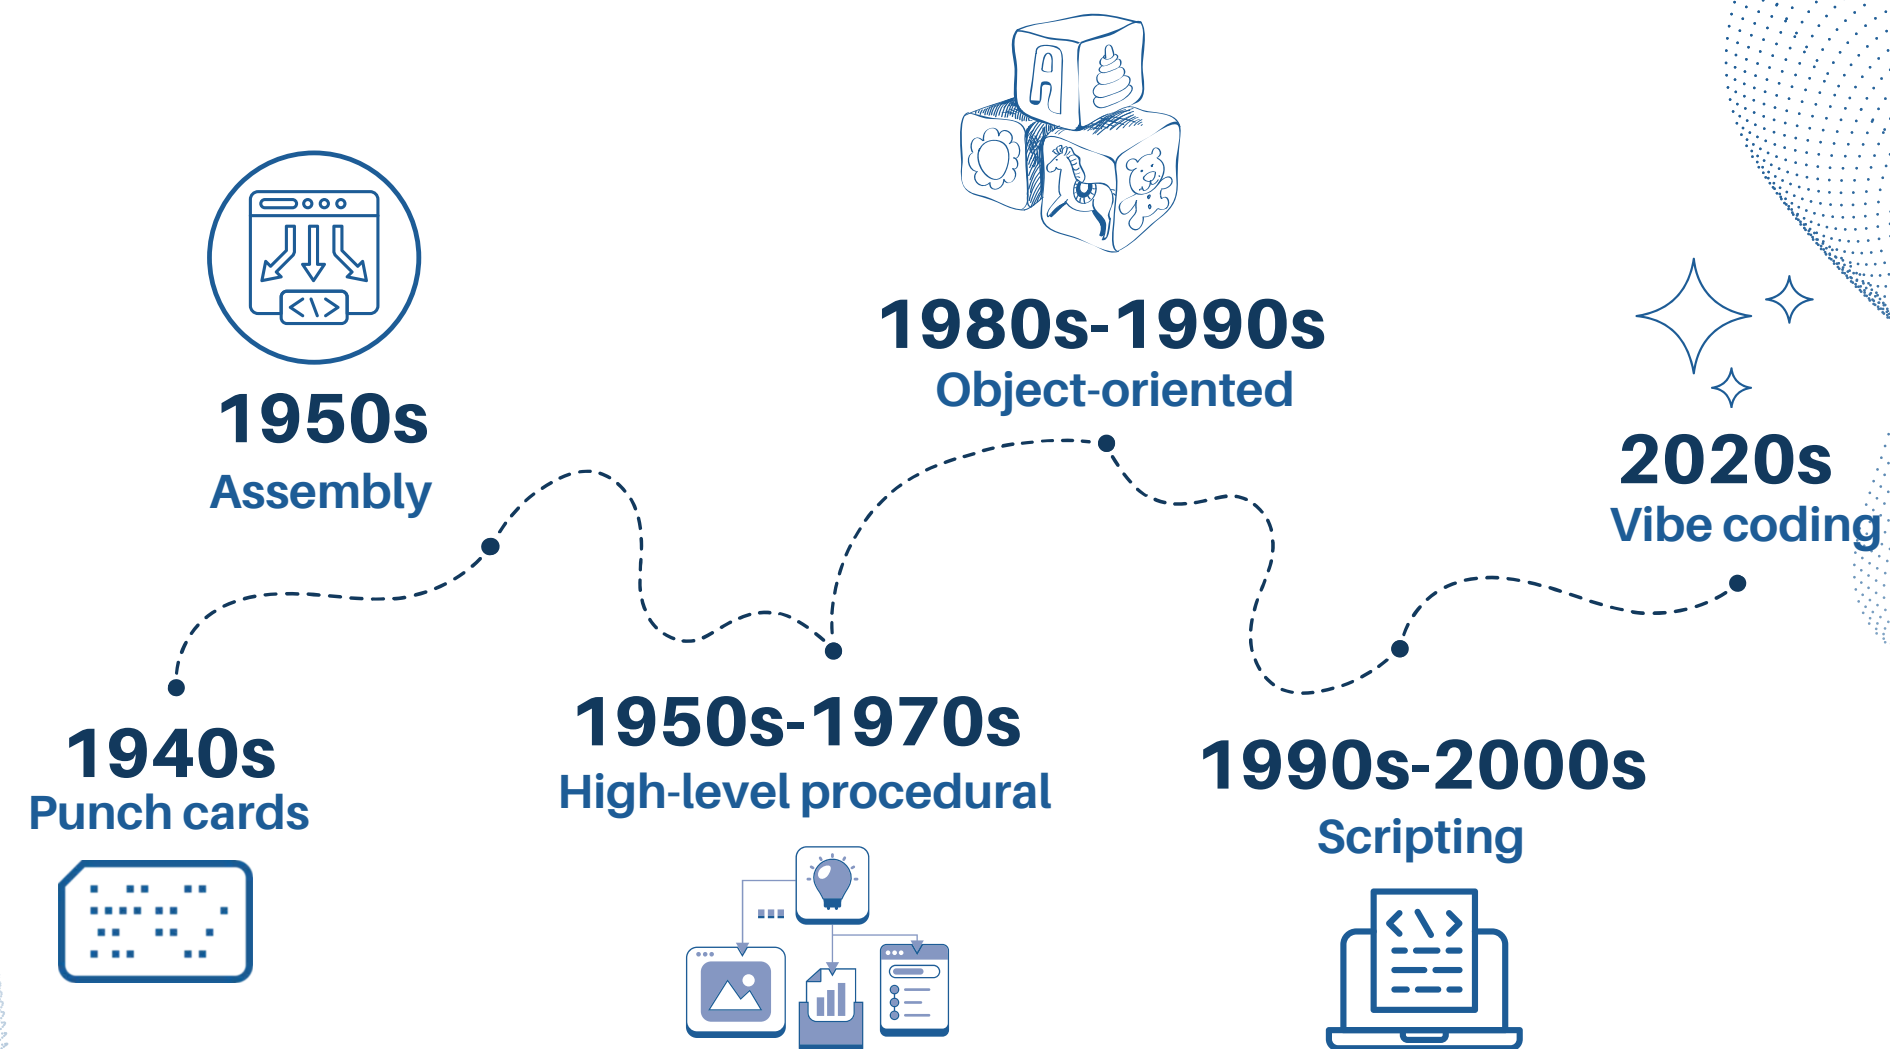 1940s
Punch cards
1950s
Assembly
1950s-1970s
High-level procedural
A
1980s-1990s
Object-oriented
1990s-2000s
Scripting
<\>
2020s
Vibe coding